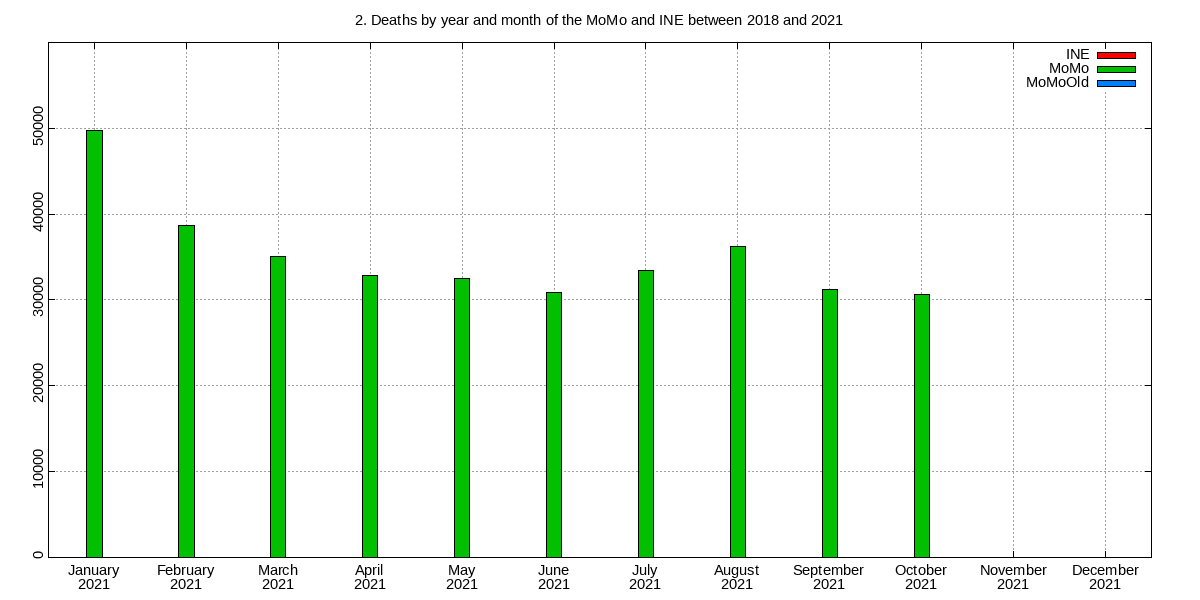 2. Deaths by year and month of the MoMo and INE between 2018 and 2021
INE
MoMo
MoMoOld
50000
40000
30000
20000
10000
0
January February March April May June July August September October November December
2021 2021 2021 2021 2021 2021 2021 2021 2021 2021 2021 2021